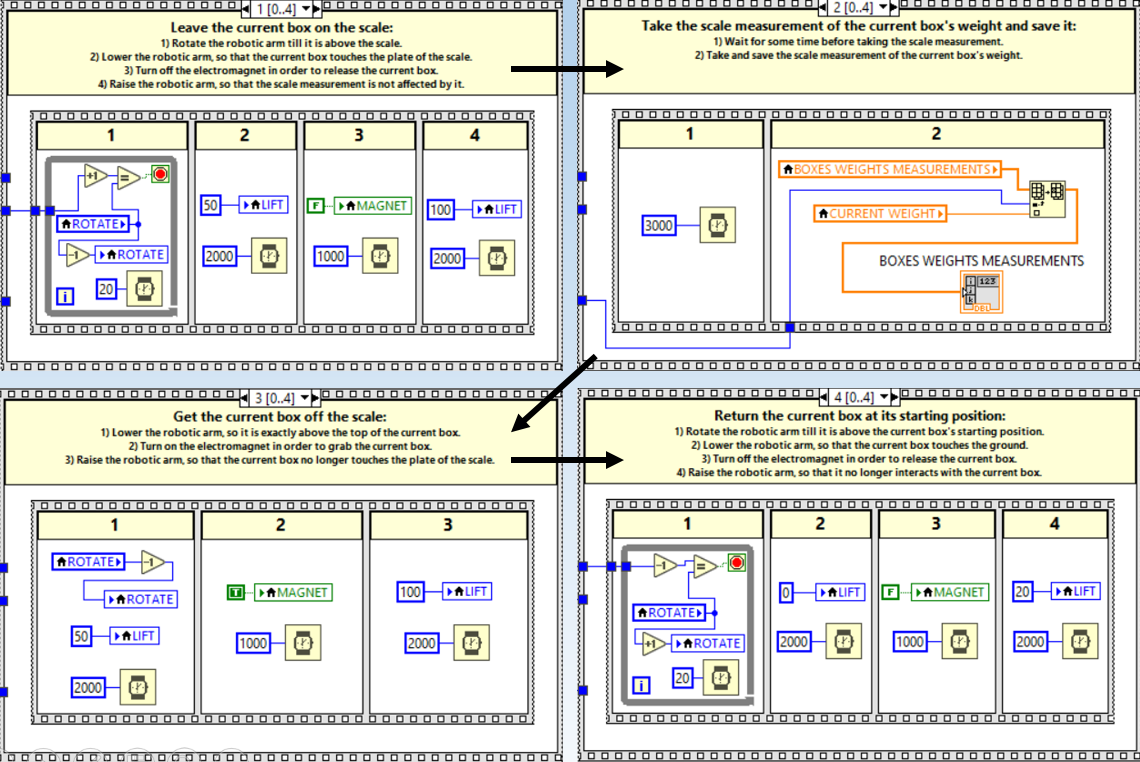 1 [0..4]
Leave the current box on the scale:
1) Rotate the robotic arm till it is above the scale.
2) Lower the robotic arm, so that the current box touches the plate of the scale.
3) Turn off the electromagnet in order to release the current box.
4) Raise the robotic arm, so that the scale measurement is not affected by it.
1 2 3 4
+1 =
ROTATE
-1 ROTATE
i 20
50 LIFT
2000
F MAGNET
1000
100 LIFT
2000
2 [0..4]
Take the scale measurement of the current box's weight and save it:
1) Wait for some time before taking the scale measurement.
2) Take and save the scale measurement of the current box's weight.
1 2
3000
BOXES WEIGHTS MEASUREMENTS
CURRENT WEIGHT
BOXES WEIGHTS MEASUREMENTS
i 123
j
k
DBL
3 [0..4]
Get the current box off the scale:
1) Lower the robotic arm, so it is exactly above the top of the current box.
2) Turn on the electromagnet in order to grab the current box.
3) Raise the robotic arm, so that the current box no longer touches the plate of the scale.
1 2 3
ROTATE -1
ROTATE
50 LIFT
2000
T MAGNET
1000
100 LIFT
2000
4 [0..4]
Return the current box at its starting position:
1) Rotate the robotic arm till it is above the current box's starting position.
2) Lower the robotic arm, so that the current box touches the ground.
3) Turn off the electromagnet in order to release the current box.
4) Raise the robotic arm, so that it no longer interacts with the current box.
1 2 3 4
-1 =
ROTATE
+1 ROTATE
i 20
0 LIFT
2000
F MAGNET
1000
20 LIFT
2000